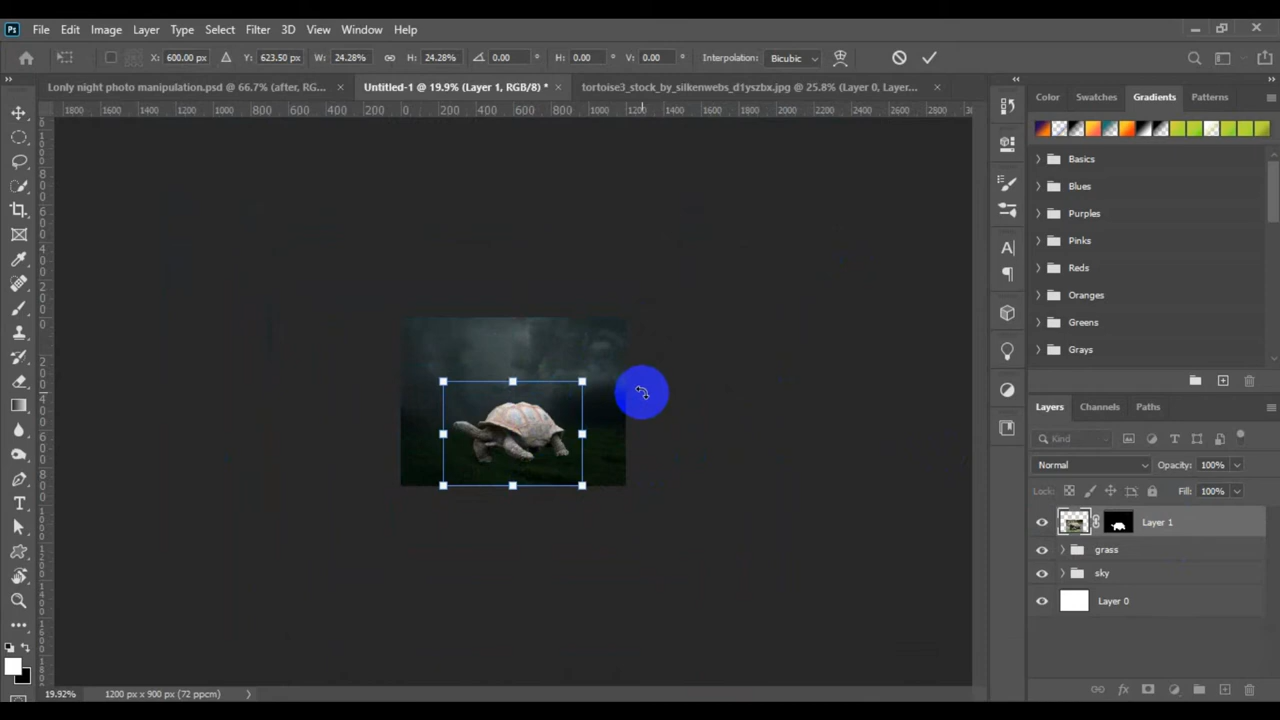 Ps File Edit Image Layer Type Select Filter 3D View Window Help
X: 600.00 px Y: 623.50 px W: 24.28% H: 24.28% 0.00 ° H: 0.00 ° V: 0.00 ° Interpolation: Bicubic
Lonly night photo manipulation.psd @ 66.7% (after, RG... × Untitled-1 @ 19.9% (Layer 1, RGB/8) * × tortoise3_stock_by_silkenwebs_d1yszbx.jpg @ 25.8% (Layer 0, Layer... ×
1800 1600 1400 1200 1000 800 600 400 200 0 200 400 600 800 1000 1200 1400 1600 1800 2000 2200 2400 2600 2800
Color Swatches Gradients Patterns
Basics
Blues
Purples
Pinks
Reds
Oranges
Greens
Grays
Layers Channels Paths
Kind
Normal Opacity: 100%
Lock: Fill: 100%
Layer 1
grass
sky
Layer 0
19.92% 1200 px x 900 px (72 ppcm)